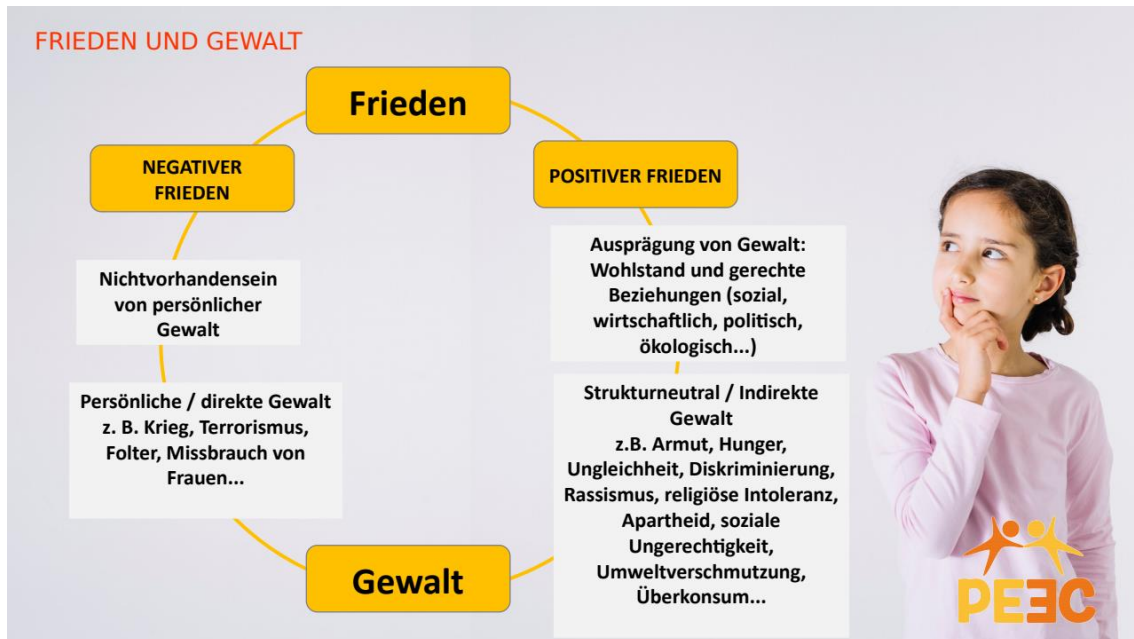 FRIEDEN UND GEWALT
Frieden
NEGATIVER
FRIEDEN
POSITIVER FRIEDEN
Nichtvorhandensein
von persönlicher
Gewalt
Ausprägung von Gewalt:
Wohlstand und gerechte
Beziehungen (sozial,
wirtschaftlich, politisch,
ökologisch...)
Persönliche / direkte Gewalt
z. B. Krieg, Terrorismus,
Folter, Missbrauch von
Frauen...
Strukturneutral / Indirekte
Gewalt
z.B. Armut, Hunger,
Ungleichheit, Diskriminierung,
Rassismus, religiöse Intoleranz,
Apartheid, soziale
Ungerechtigkeit,
Umweltverschmutzung,
Überkonsum...
Gewalt
PEEC